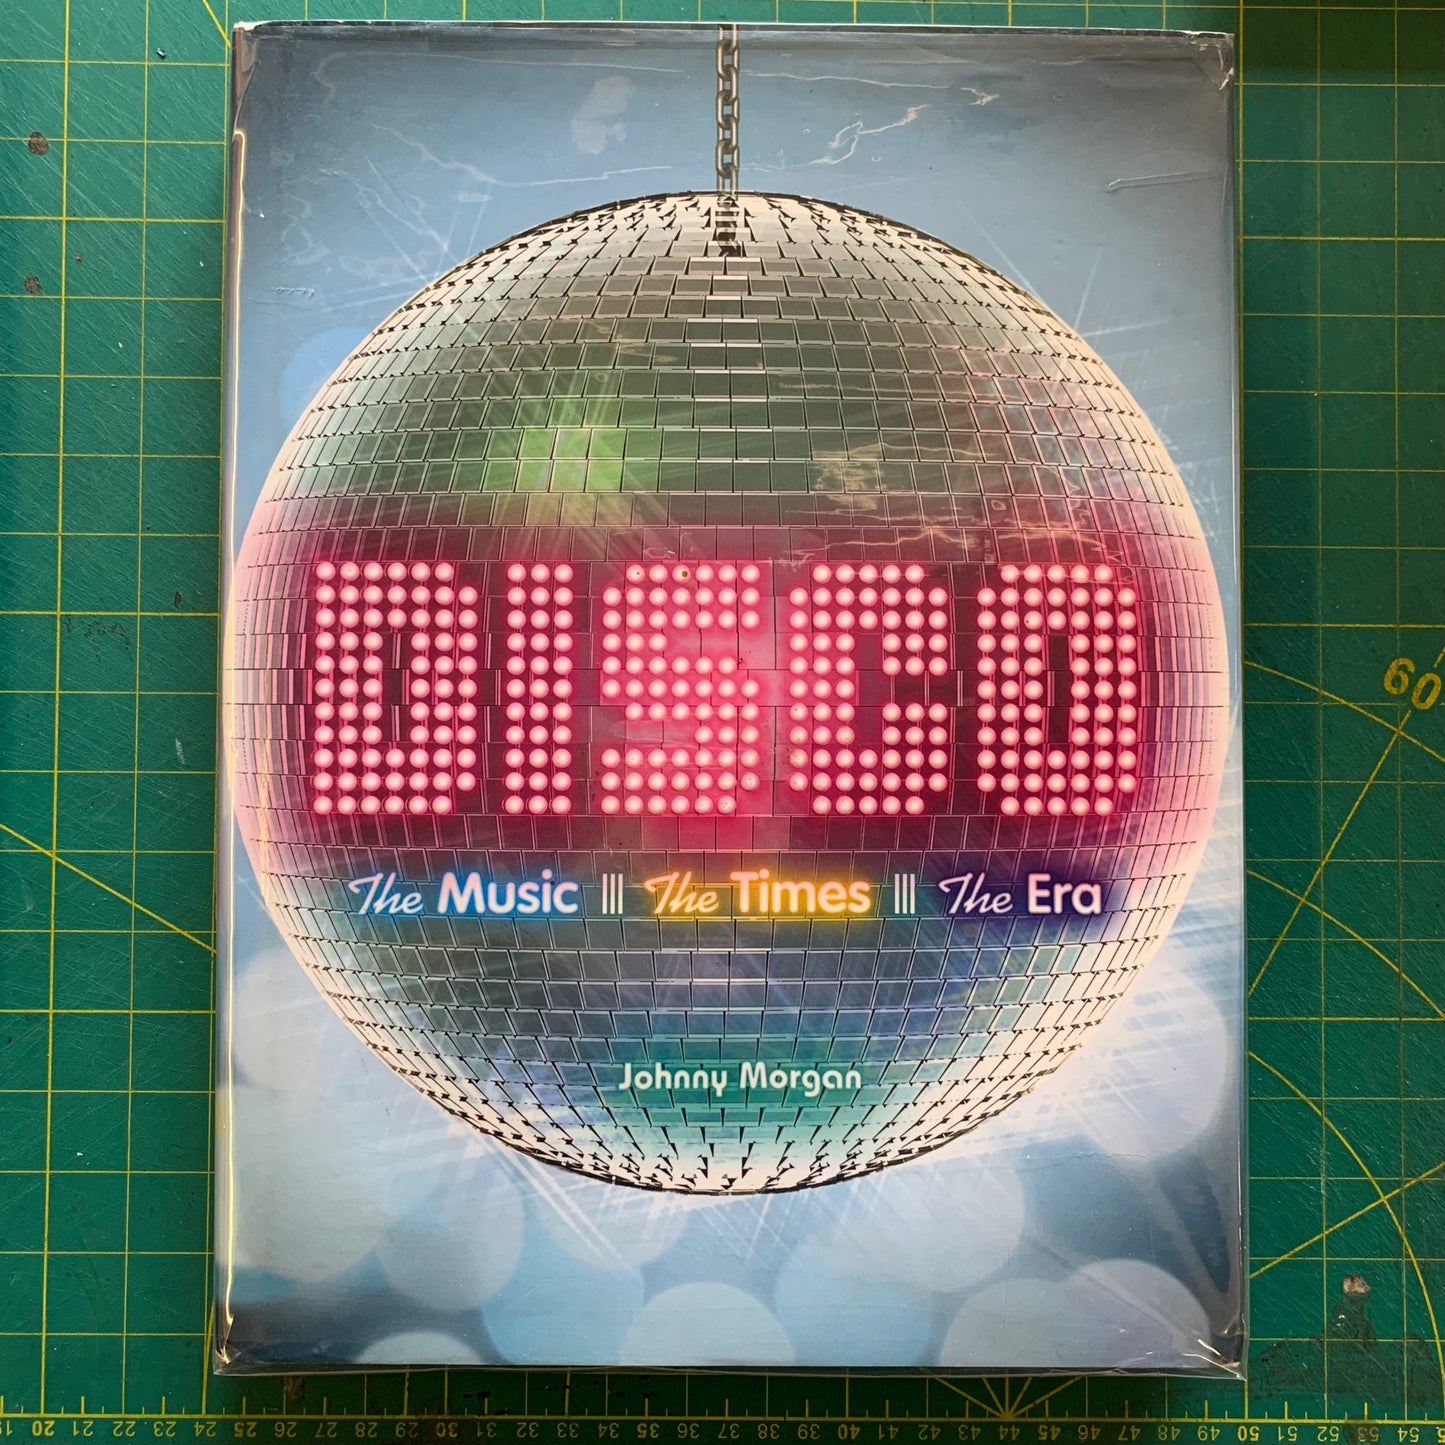 DISCO
The Music The Times The Era
Johnny Morgan
60
19 20 21 22 23 24 25 26 27 28 29 30 31 32 33 34 35 36 37 38 39 40 41 42 43 44 45 46 47 48 49 50 51 52 53 54 55